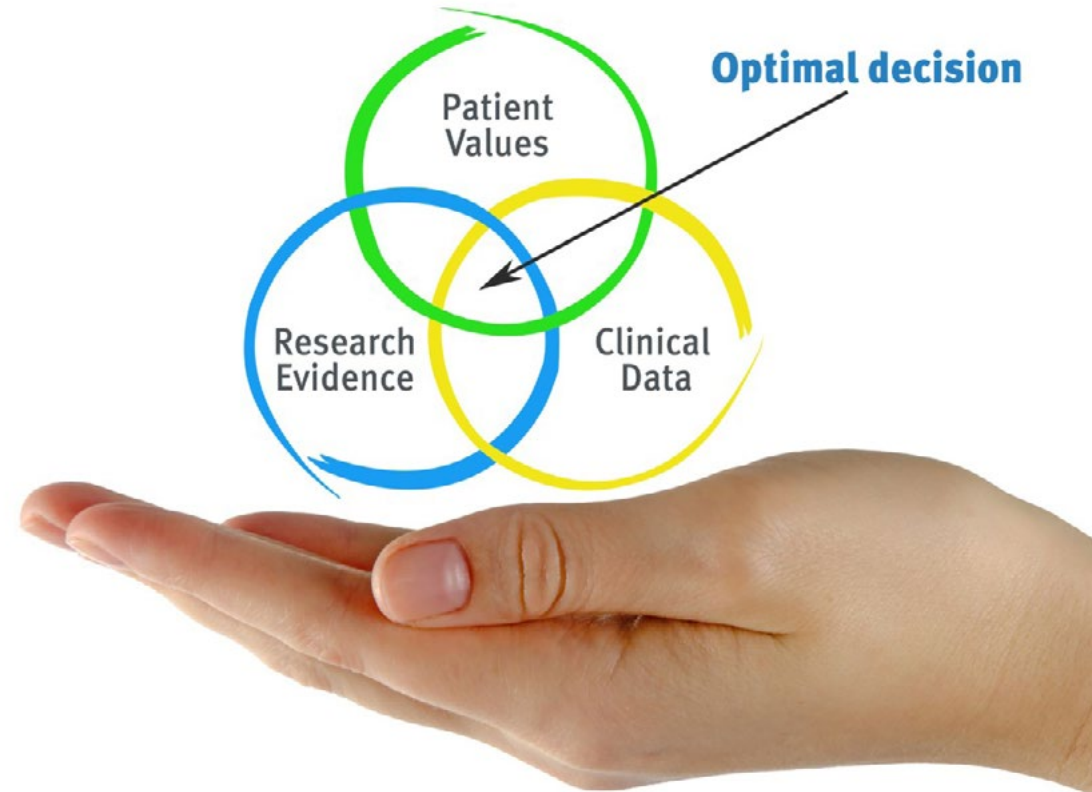 Optimal decision
Patient
Values
Research
Evidence
Clinical
Data